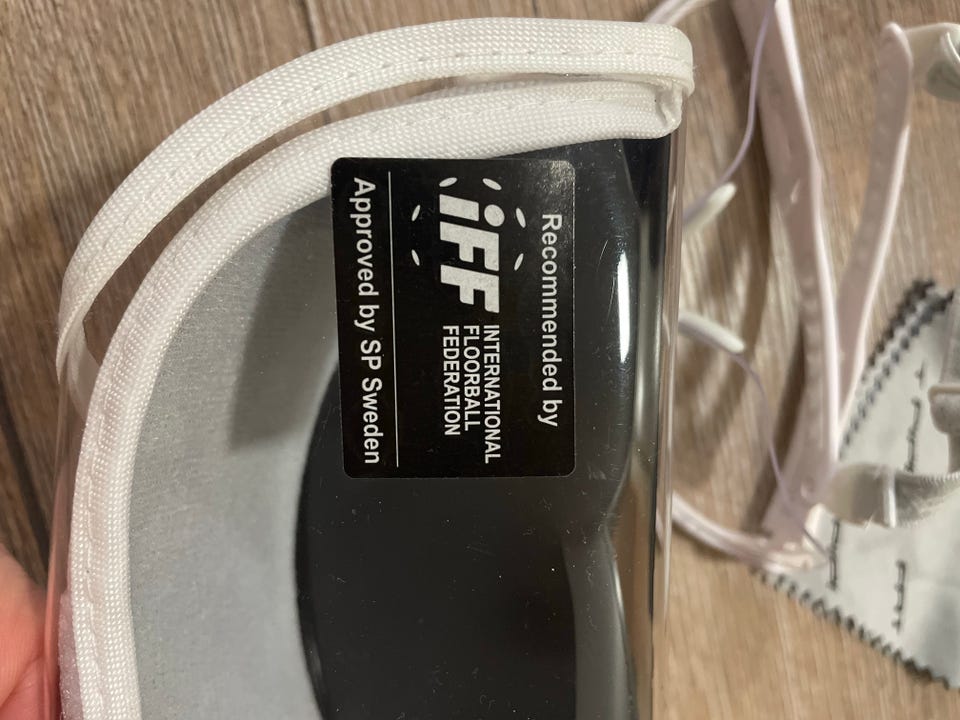 Recommended by
iFF
INTERNATIONAL
FLOORBALL
FEDERATION
Approved by SP Sweden